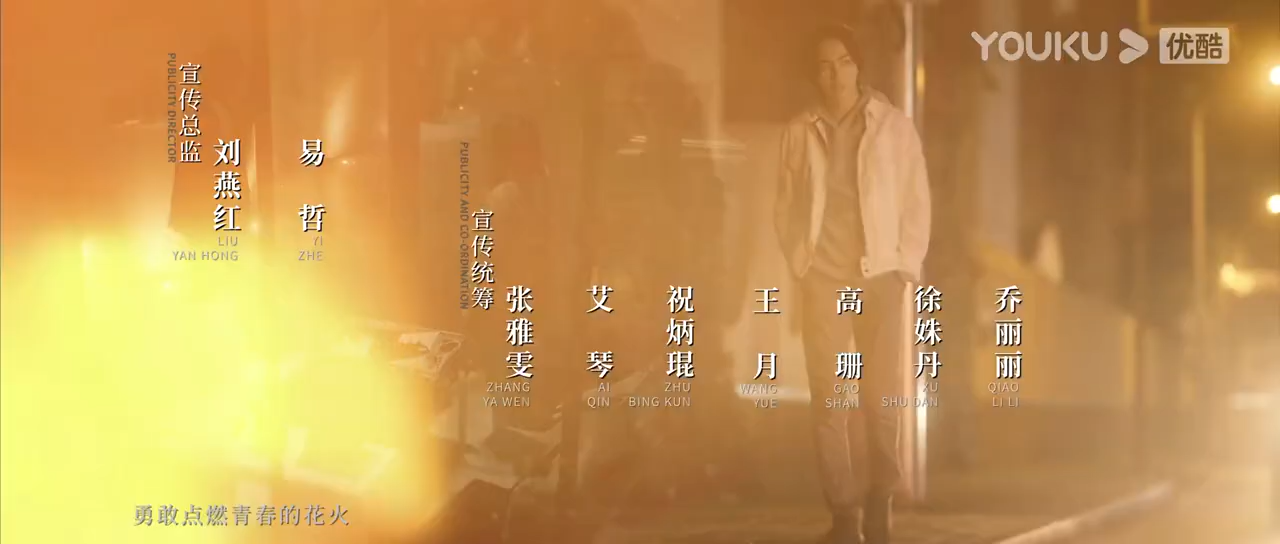 YOUKU 优酷
宣传总监
PUBLICITY DIRECTOR
刘燕红
LIU
YAN HONG
易哲
YI
ZHE
宣传统筹
PUBLICITY AND CO-ORDINATION
张雅雯
ZHANG
YA WEN
艾琴
AI
QIN
祝炳琨
ZHU
BING KUN
王月
WANG
YUE
高珊
GAO
SHAN
徐姝丹
XU
SHU DAN
乔丽丽
QIAO
LI LI
勇敢点燃青春的花火